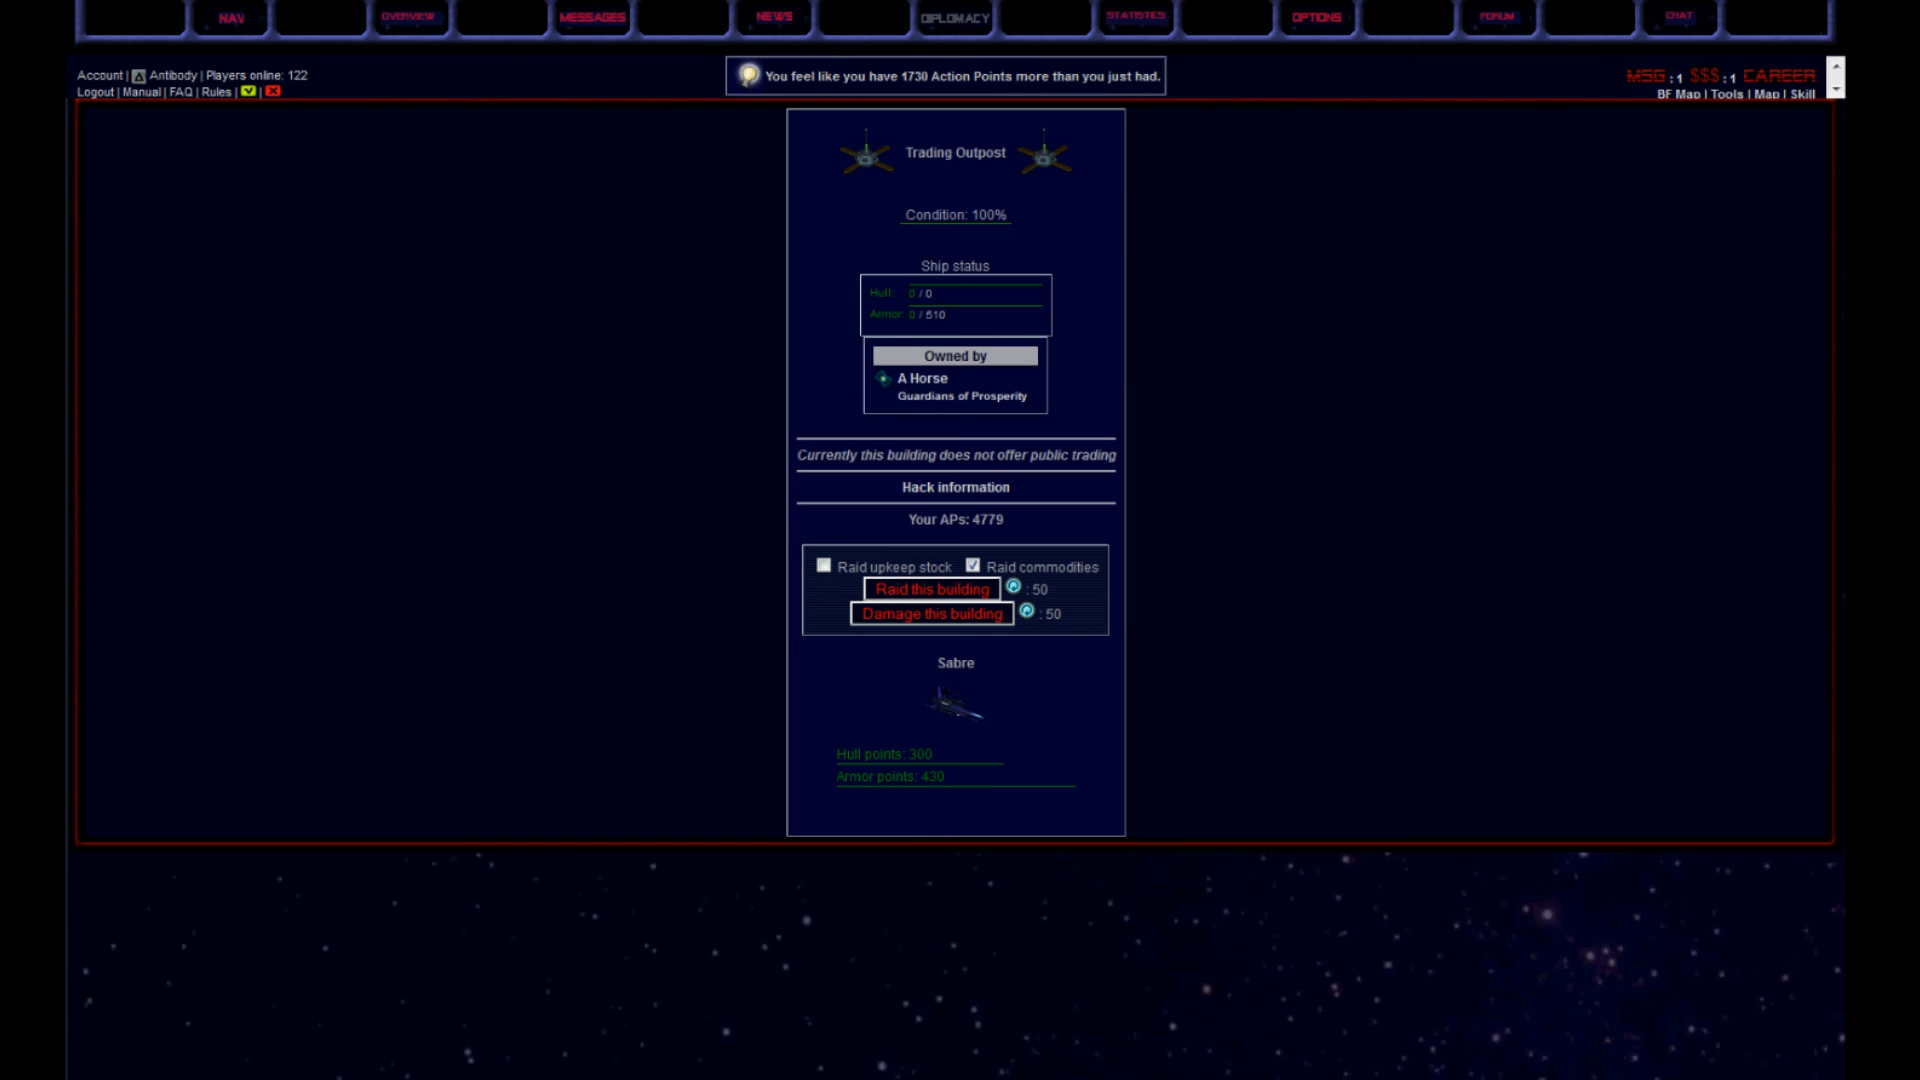 NAV OVERVIEW MESSAGES NEWS DIPLOMACY STATISTICS OPTIONS FORUM CHAT
Account | Antibody | Players online: 122
Logout | Manual | FAQ | Rules | |
You feel like you have 1730 Action Points more than you just had.
MSG : 1 $$$ : 1 CAREER
BF Map | Tools | Map | Skill
Trading Outpost
Condition: 100%
Ship status
Hull: 0 / 0
Armor: 0 / 510
Owned by
A Horse
Guardians of Prosperity
Currently this building does not offer public trading
Hack information
Your APs: 4779
Raid upkeep stock Raid commodities
Raid this building : 50
Damage this building : 50
Sabre
Hull points: 300
Armor points: 430